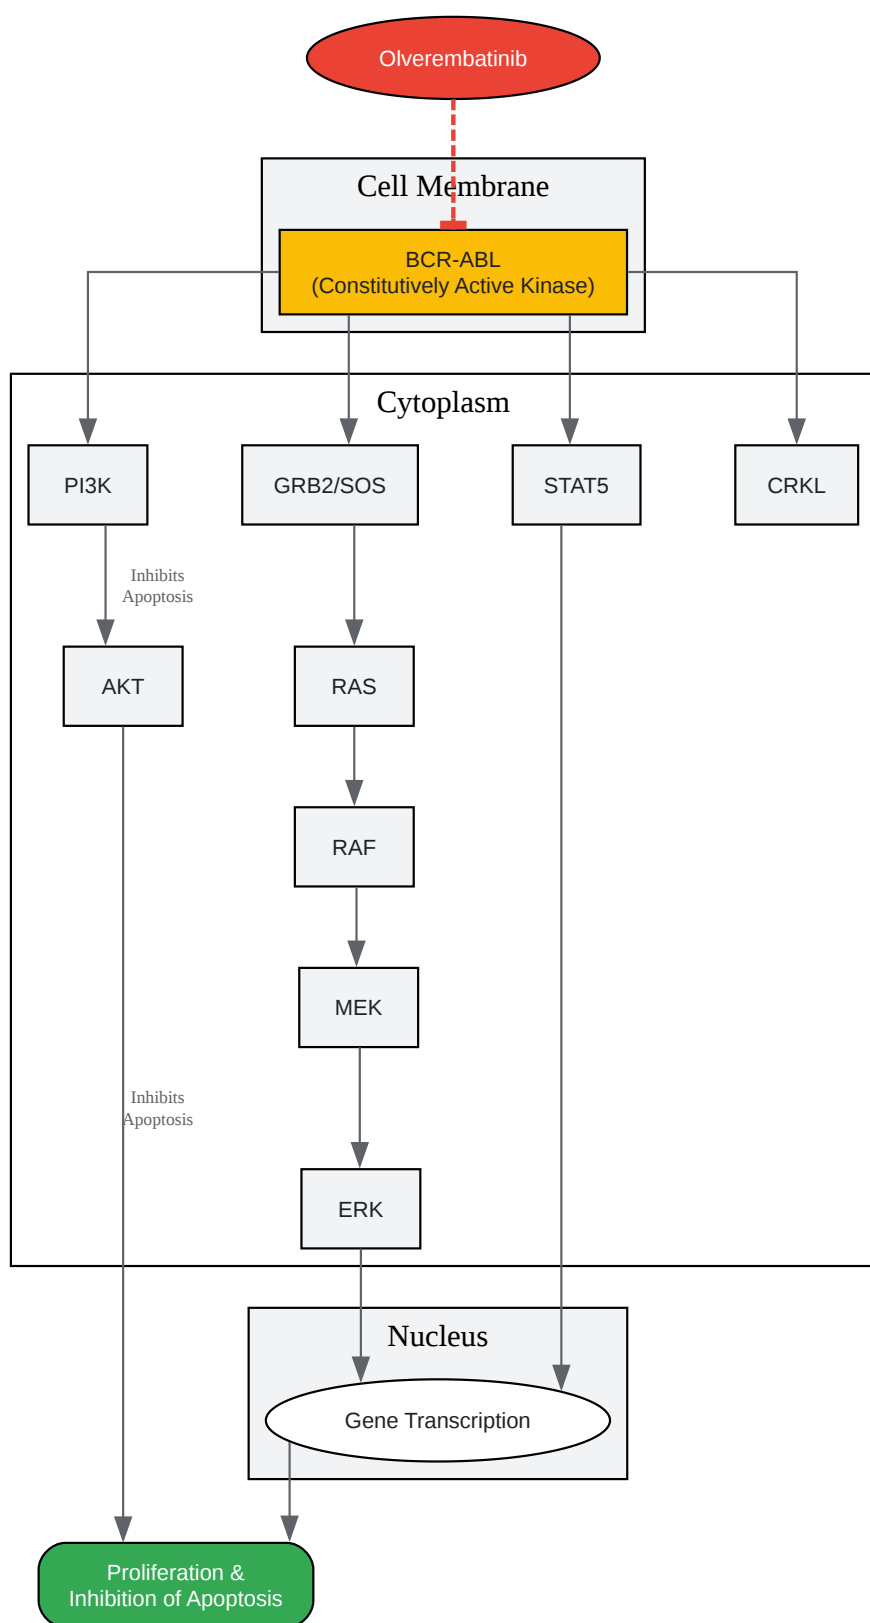 Olverembatinib
Cell Membrane
BCR-ABL
(Constitutively Active Kinase)
Cytoplasm
PI3K
GRB2/SOS
STAT5
CRKL
Inhibits
Apoptosis
AKT
RAS
RAF
MEK
Inhibits
Apoptosis
ERK
Nucleus
Gene Transcription
Proliferation &
Inhibition of Apoptosis